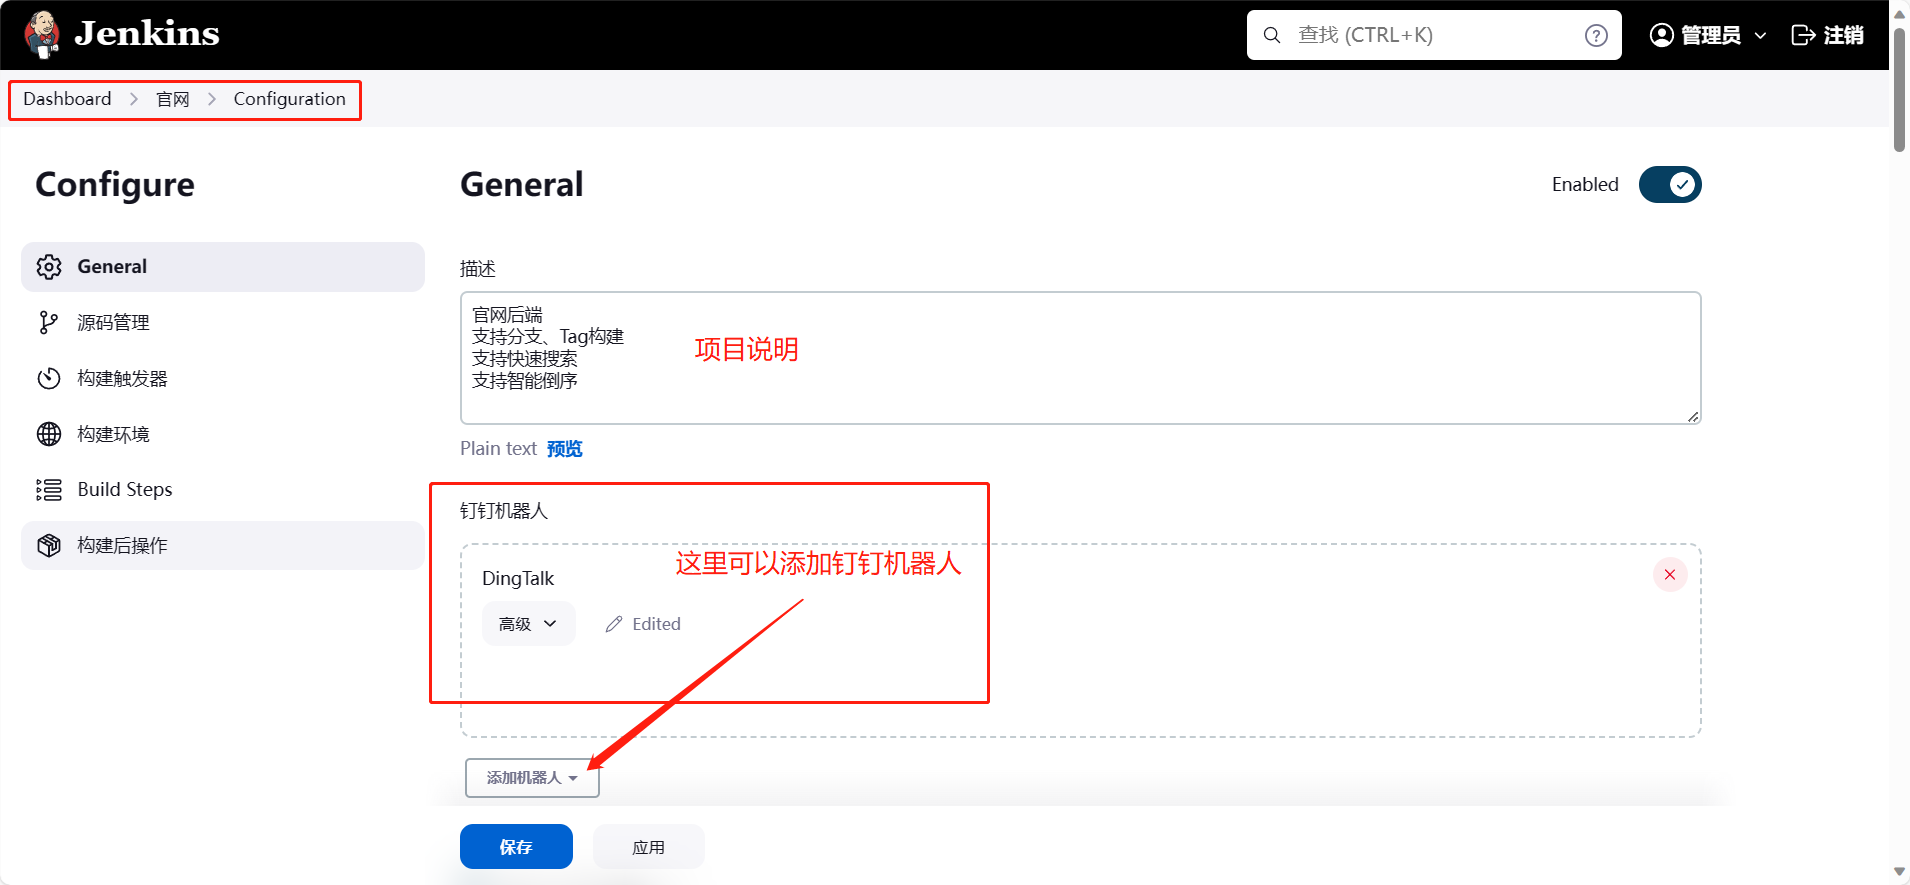 Jenkins
查找 (CTRL+K)
管理员
注销
Dashboard > 官网 > Configuration
Configure
General
源码管理
构建触发器
构建环境
Build Steps
构建后操作
General
Enabled
描述
官网后端
支持分支、Tag构建
支持快速搜索
支持智能倒序
项目说明
Plain text 预览
钉钉机器人
这里可以添加钉钉机器人
DingTalk
高级
Edited
添加机器人
保存
应用